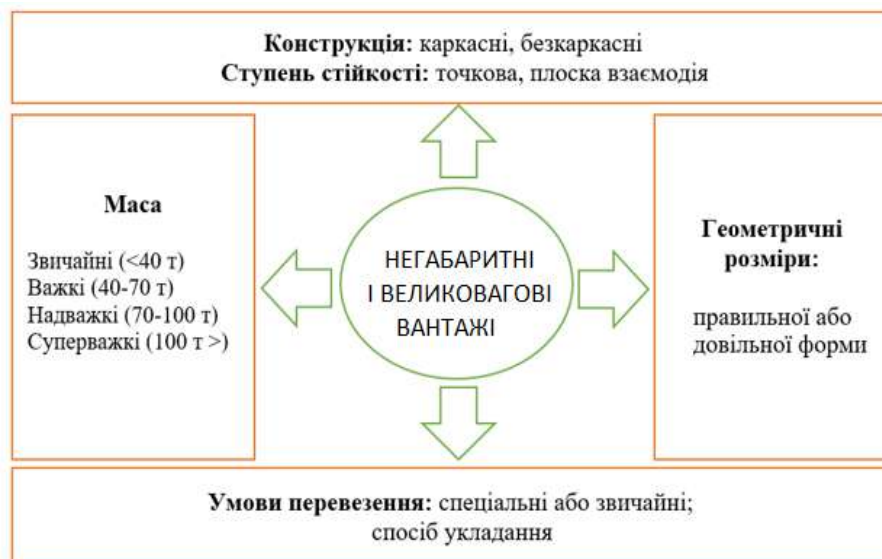 Конструкція: каркасні, безкаркасні
Ступень стійкості: точкова, плоска взаємодія
Маса
Звичайні (<40 т)
Важкі (40-70 т)
Надважкі (70-100 т)
Суперважкі (100 т >)
НЕГАБАРИТНІ
І ВЕЛИКОВАГОВІ
ВАНТАЖІ
Геометричні
розміри:
правильної або
довільної форми
Умови перевезення: спеціальні або звичайні;
спосіб укладання